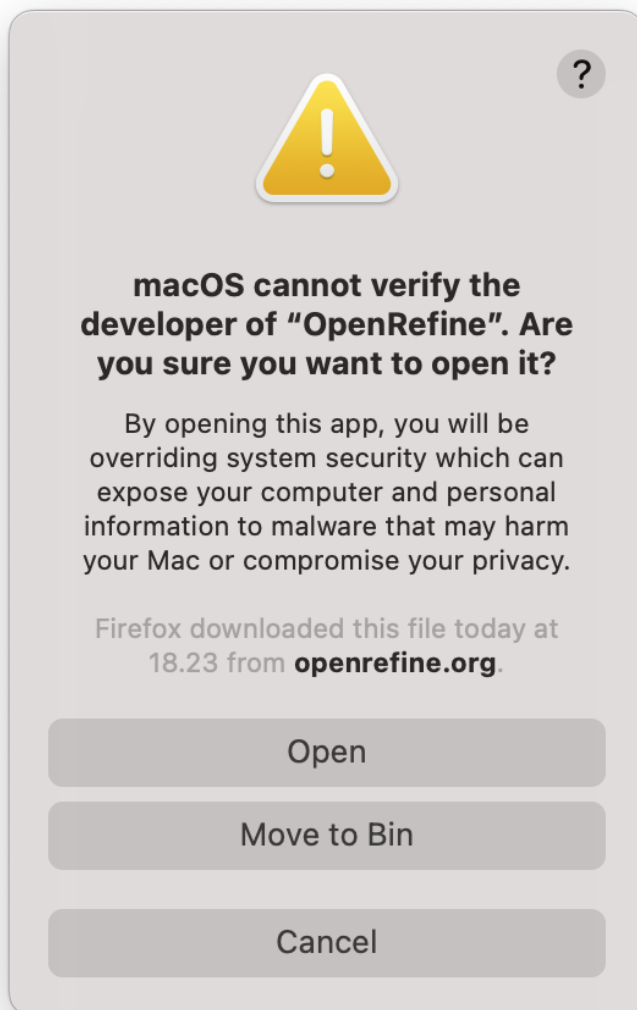 ?
macOS cannot verify the
developer of “OpenRefine”. Are
you sure you want to open it?
By opening this app, you will be
overriding system security which can
expose your computer and personal
information to malware that may harm
your Mac or compromise your privacy.
Firefox downloaded this file today at
18.23 from openrefine.org.
Open
Move to Bin
Cancel